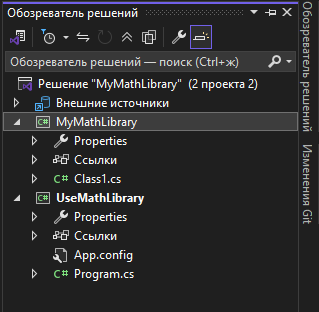 Обозреватель решений
Обозреватель решений — поиск (Ctrl+ж)
Решение "MyMathLibrary" (2 проекта 2)
Внешние источники
C# MyMathLibrary
Properties
Ссылки
C# Class1.cs
C# UseMathLibrary
Properties
Ссылки
App.config
C# Program.cs
Обозреватель решений
Изменения Git